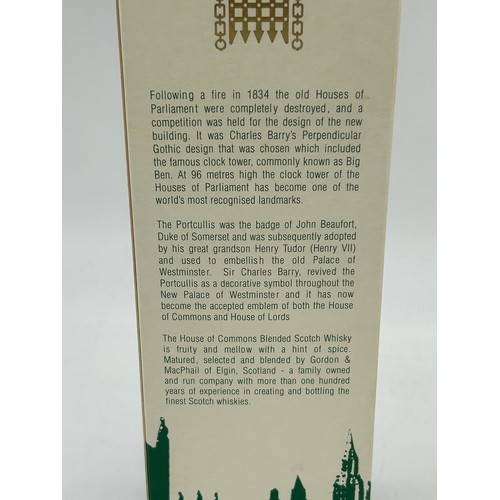 Following a fire in 1834 the old Houses of
Parliament were completely destroyed, and a
competition was held for the design of the new
building. It was Charles Barry's Perpendicular
Gothic design that was chosen which included
the famous clock tower, commonly known as Big
Ben. At 96 metres high the clock tower of the
Houses of Parliament has become one of the
world's most recognised landmarks.
The Portcullis was the badge of John Beaufort,
Duke of Somerset and was subsequently adopted
by his great grandson Henry Tudor (Henry VII)
and used to embellish the old Palace of
Westminster. Sir Charles Barry, revived the
Portcullis as a decorative symbol throughout the
New Palace of Westminster and it has now
become the accepted emblem of both the House
of Commons and House of Lords
The House of Commons Blended Scotch Whisky
is fruity and mellow with a hint of spice.
Matured, selected and blended by Gordon &
MacPhail of Elgin, Scotland - a family owned
and run company with more than one hundred
years of experience in creating and bottling the
finest Scotch whiskies.